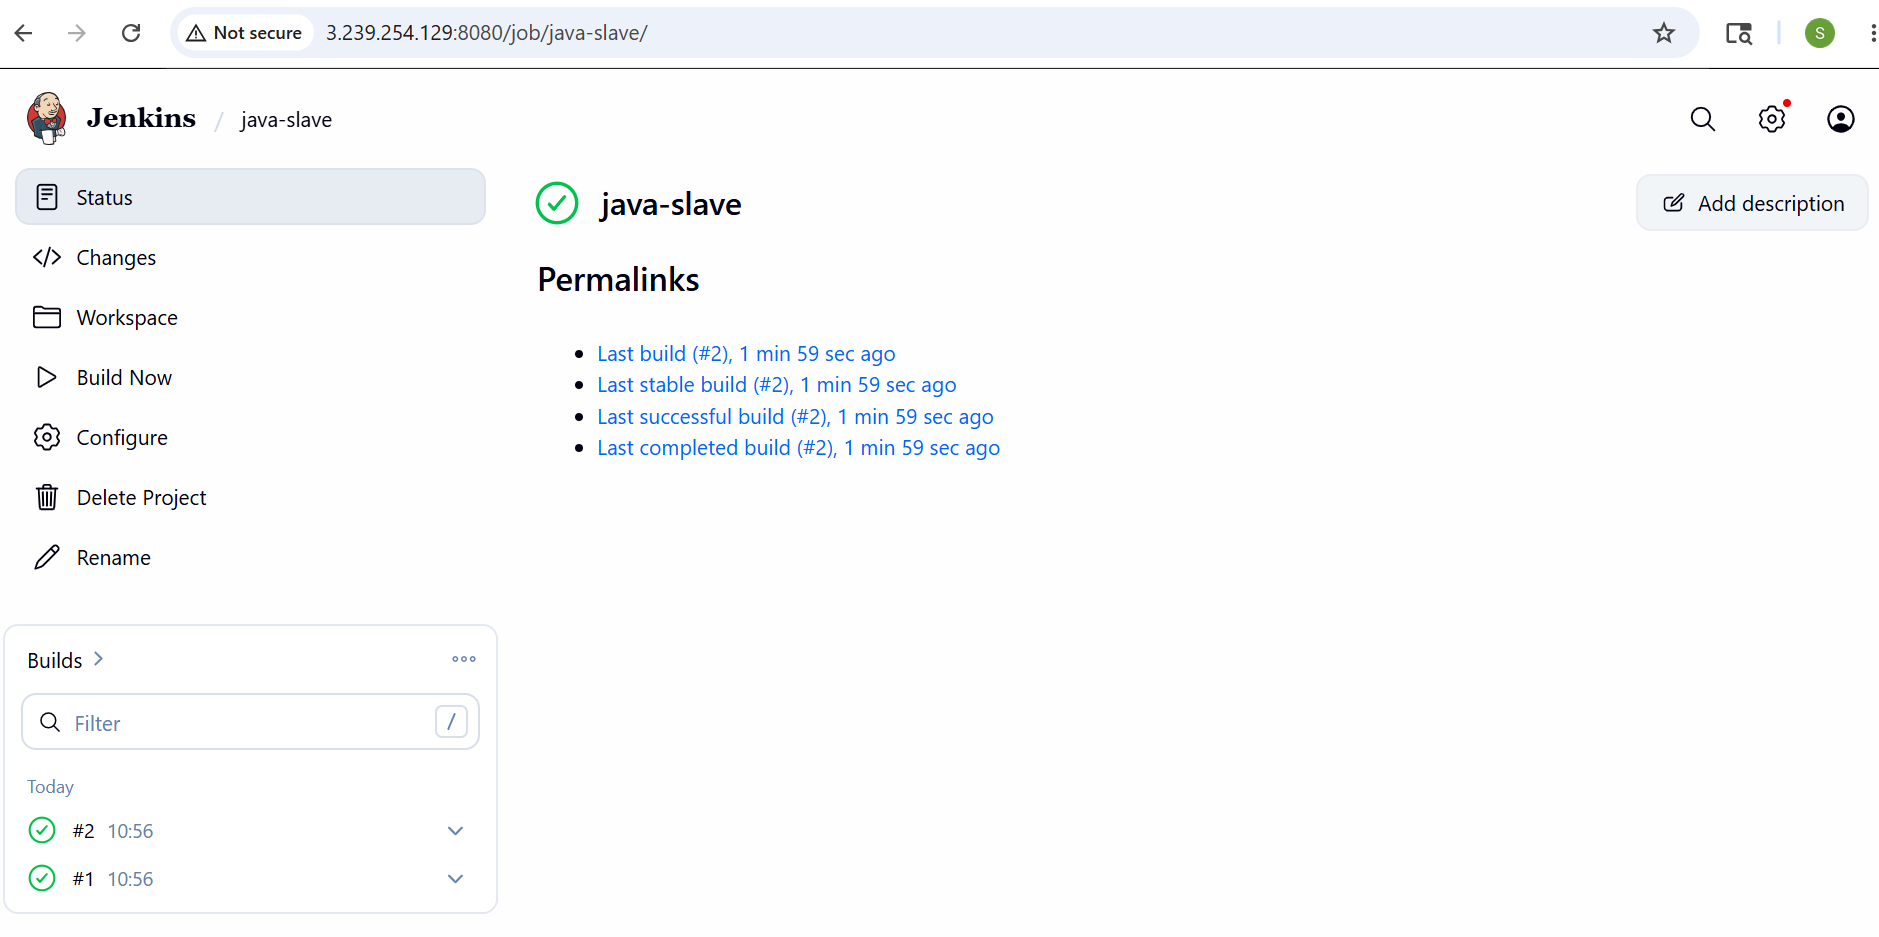 Not secure 3.239.254.129:8080/job/java-slave/
S
Jenkins / java-slave
Status
Changes
Workspace
Build Now
Configure
Delete Project
Rename
java-slave
Add description
Permalinks
Last build (#2), 1 min 59 sec ago
Last stable build (#2), 1 min 59 sec ago
Last successful build (#2), 1 min 59 sec ago
Last completed build (#2), 1 min 59 sec ago
Builds
Filter /
Today
#2 10:56
#1 10:56